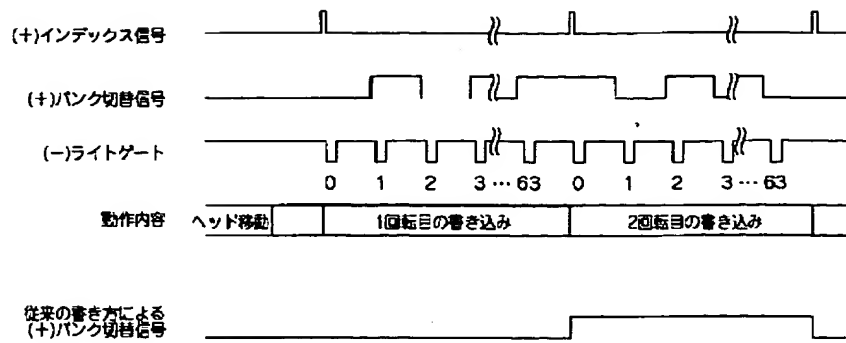 (+)インデックス信号
(+)バンク切替信号
(−)ライトゲート
0 1 2 3 … 63 0 1 2 3 … 63
動作内容 ヘッド移動 1回転目の書き込み 2回転目の書き込み
従来の書き方による
(+)バンク切替信号